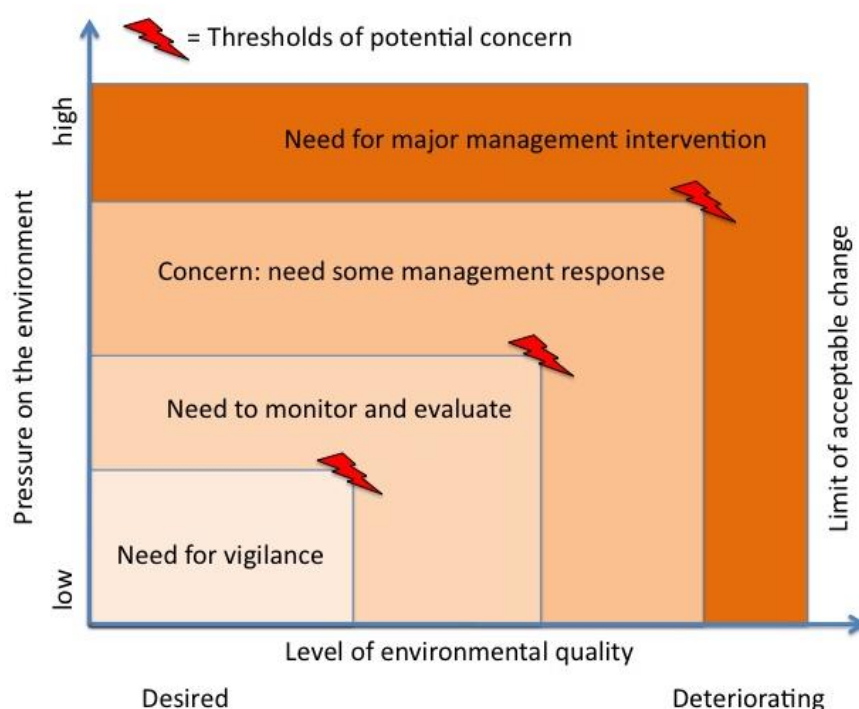 = Thresholds of potential concern
high
Need for major management intervention
Pressure on the environment
Concern: need some management response
Limit of acceptable change
Need to monitor and evaluate
Need for vigilance
low
Level of environmental quality
Desired
Deteriorating